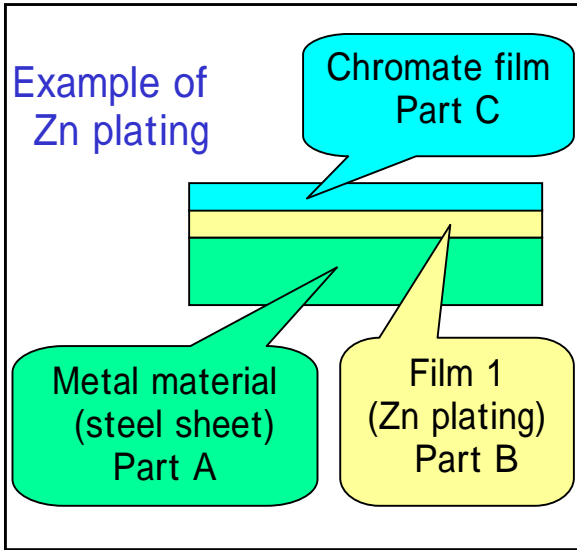 Example of
Zn plating
Chromate film
Part C
Metal material
(steel sheet)
Part A
Film 1
(Zn plating)
Part B